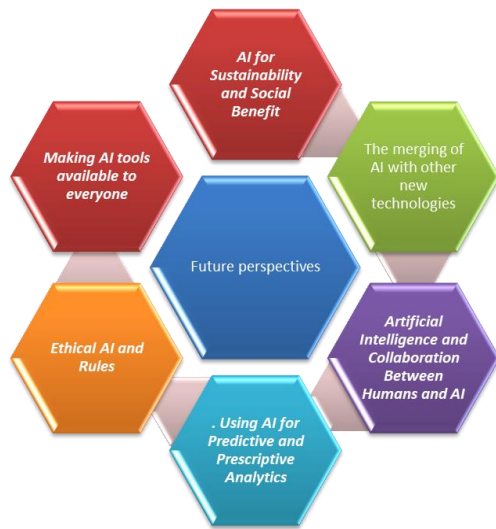 AI for
Sustainability
and Social
Benefit
The merging of
AI with other
new
technologies
Making AI tools
available to
everyone
Future perspectives
Artificial
Intelligence and
Collaboration
Between
Humans and AI
Ethical AI and
Rules
. Using AI for
Predictive and
Prescriptive
Analytics